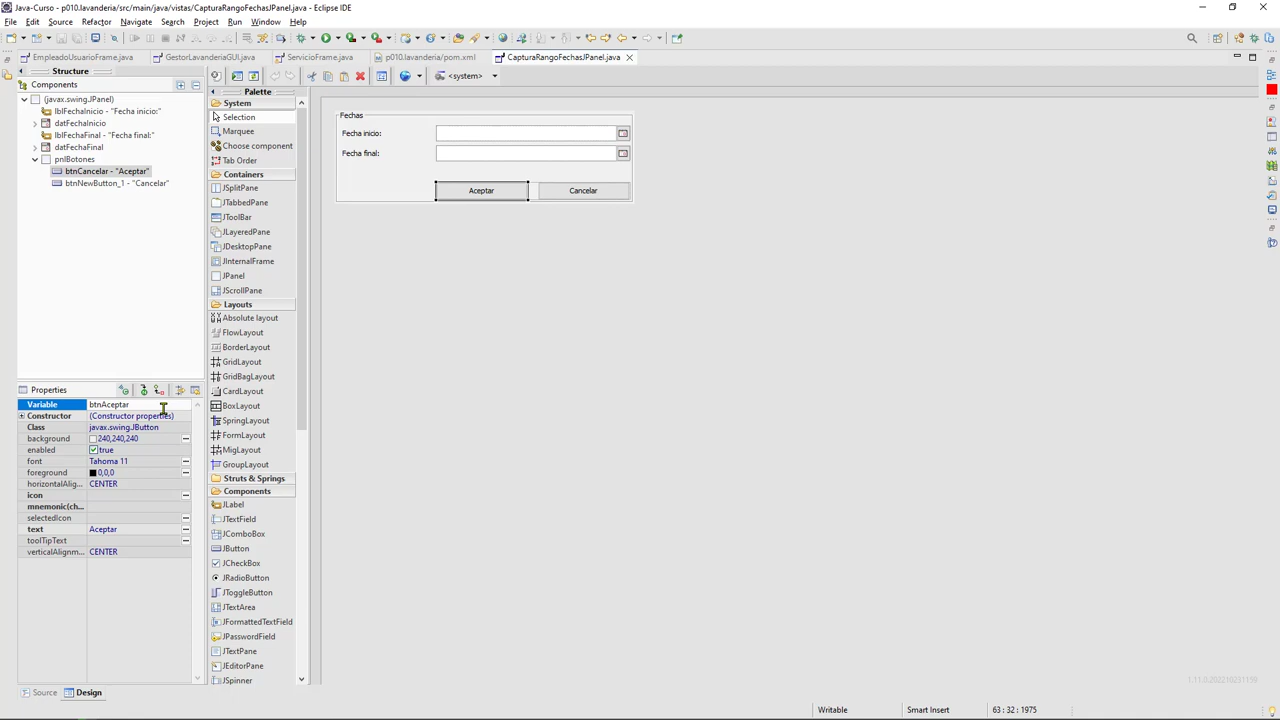 Java-Curso - p010.lavanderia/src/main/java/vistas/CapturaRangoFechasJPanel.java - Eclipse IDE
File Edit Source Refactor Navigate Search Project Run Window Help
EmpleadoUsuarioFrame.java GestorLavanderiaGUI.java ServicioFrame.java p010.lavanderia/pom.xml CapturaRangoFechasJPanel.java
Structure
Components
(javax.swing.JPanel)
lblFechaInicio - "Fecha inicio:"
datFechaInicio
lblFechaFinal - "Fecha final:"
datFechaFinal
pnlBotones
btnCancelar - "Aceptar"
btnNewButton_1 - "Cancelar"
Properties
Variable btnAceptar
Constructor (Constructor properties)
Class javax.swing.JButton
background 240,240,240
enabled true
font Tahoma 11
foreground 0,0,0
horizontalAlig... CENTER
icon
mnemonic(ch...
selectedIcon
text Aceptar
toolTipText
verticalAlignm... CENTER
Source Design
<system>
Palette
System
Selection
Marquee
Choose component
Tab Order
Containers
JSplitPane
JTabbedPane
JToolBar
JLayeredPane
JDesktopPane
JInternalFrame
JPanel
JScrollPane
Layouts
Absolute layout
FlowLayout
BorderLayout
GridLayout
GridBagLayout
CardLayout
BoxLayout
SpringLayout
FormLayout
MigLayout
GroupLayout
Struts & Springs
Components
JLabel
JTextField
JComboBox
JButton
JCheckBox
JRadioButton
JToggleButton
JTextArea
JFormattedTextField
JPasswordField
JTextPane
JEditorPane
JSpinner
Fechas
Fecha inicio:
Fecha final:
Aceptar Cancelar
1.11.0.202210231159
Writable Smart Insert 63 : 32 : 1975